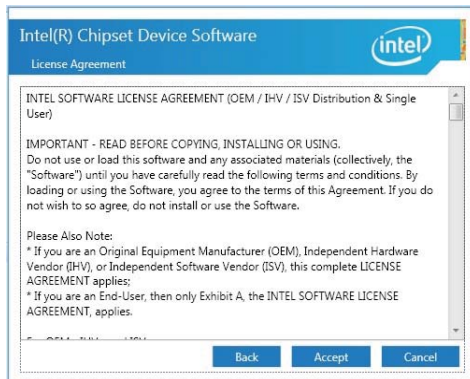 Intel(R) Chipset Device Software
intel
License Agreement
INTEL SOFTWARE LICENSE AGREEMENT (OEM / IHV / ISV Distribution & Single
User)
IMPORTANT - READ BEFORE COPYING, INSTALLING OR USING.
Do not use or load this software and any associated materials (collectively, the
"Software") until you have carefully read the following terms and conditions. By
loading or using the Software, you agree to the terms of this Agreement. If you do
not wish to so agree, do not install or use the Software.
Please Also Note:
* If you are an Original Equipment Manufacturer (OEM), Independent Hardware
Vendor (IHV), or Independent Software Vendor (ISV), this complete LICENSE
AGREEMENT applies;
* If you are an End-User, then only Exhibit A, the INTEL SOFTWARE LICENSE
AGREEMENT, applies.
Back Accept Cancel